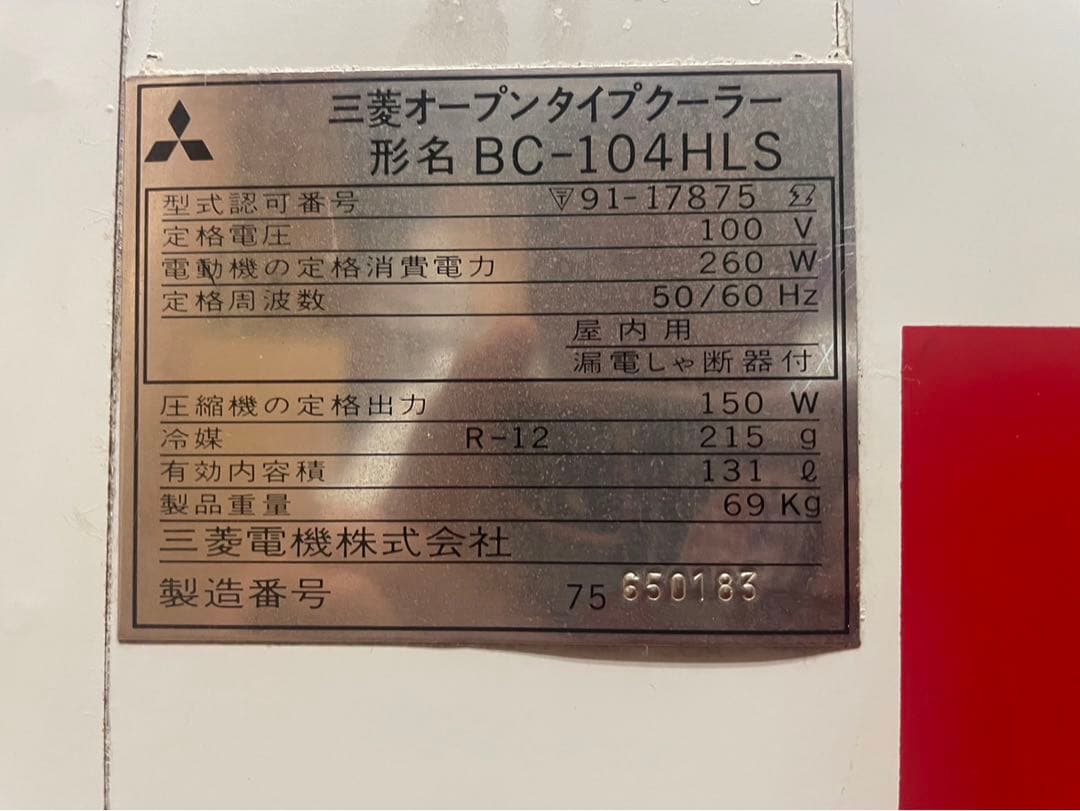 三菱オープンタイプクーラー
形名 BC-104HLS
型式認可番号 91-17875
定格電圧 100 V
電動機の定格消費電力 260 W
定格周波数 50/60 Hz
屋内用
漏電しゃ断器付
圧縮機の定格出力 150 W
冷媒 R-12 215 g
有効内容積 131 ℓ
製品重量 69 Kg
三菱電機株式会社
製造番号 75 650183